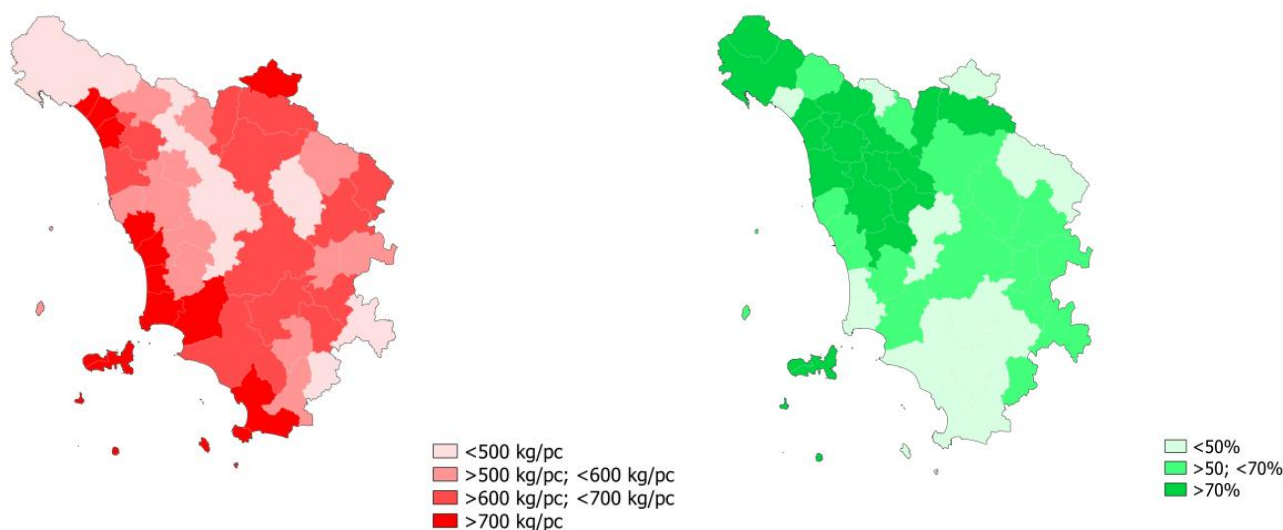 <500 kg/pc
>500 kg/pc; <600 kg/pc
>600 kg/pc; <700 kg/pc
>700 kg/pc
<50%
>50; <70%
>70%